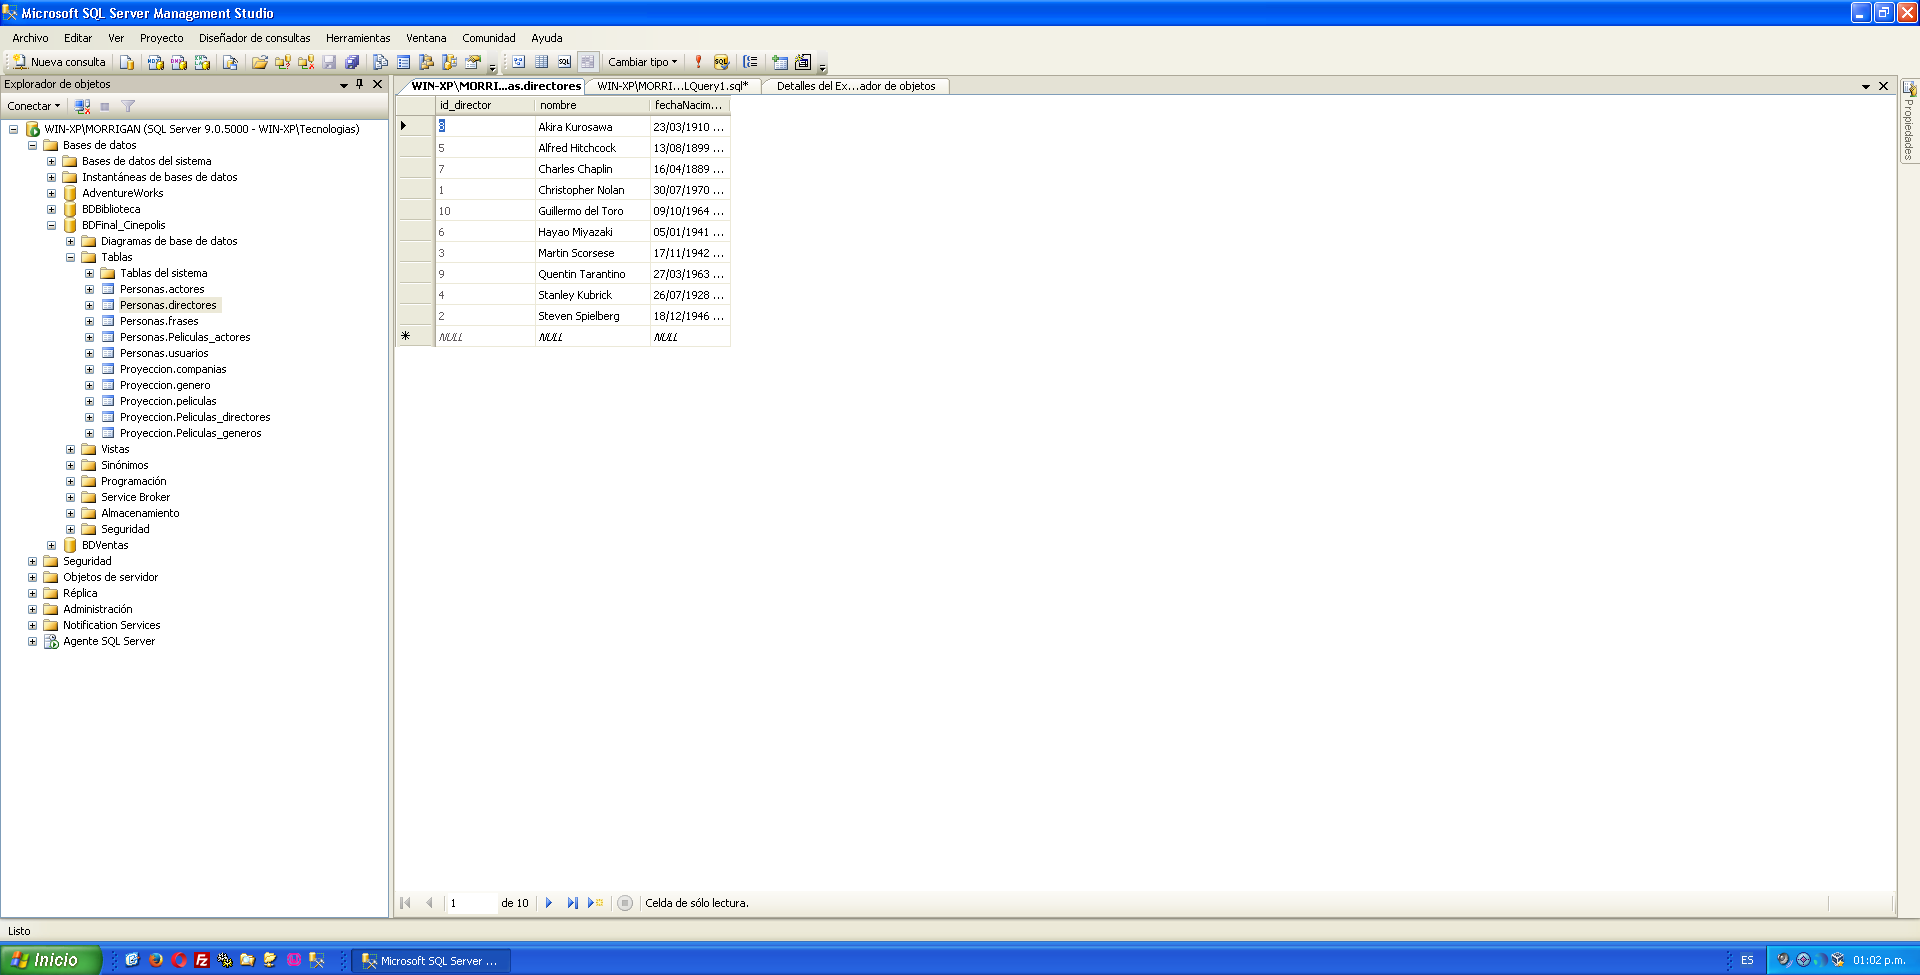 Microsoft SQL Server Management Studio
Archivo Editar Ver Proyecto Diseñador de consultas Herramientas Ventana Comunidad Ayuda
Nueva consulta Cambiar tipo
Explorador de objetos
WIN-XP\MORRI...as.directores WIN-XP\MORRI...LQuery1.sql* Detalles del Ex...ador de objetos
Conectar
WIN-XP\MORRIGAN (SQL Server 9.0.5000 - WIN-XP\Tecnologias)
Bases de datos
Bases de datos del sistema
Instantáneas de bases de datos
AdventureWorks
BDBiblioteca
BDFinal_Cinepolis
Diagramas de base de datos
Tablas
Tablas del sistema
Personas.actores
Personas.directores
Personas.frases
Personas.Peliculas_actores
Personas.usuarios
Proyeccion.companias
Proyeccion.genero
Proyeccion.peliculas
Proyeccion.Peliculas_directores
Proyeccion.Peliculas_generos
Vistas
Sinónimos
Programación
Service Broker
Almacenamiento
Seguridad
BDVentas
Seguridad
Objetos de servidor
Réplica
Administración
Notification Services
Agente SQL Server
id_director nombre fechaNacim...
8 Akira Kurosawa 23/03/1910 ...
5 Alfred Hitchcock 13/08/1899 ...
7 Charles Chaplin 16/04/1889 ...
1 Christopher Nolan 30/07/1970 ...
10 Guillermo del Toro 09/10/1964 ...
6 Hayao Miyazaki 05/01/1941 ...
3 Martin Scorsese 17/11/1942 ...
9 Quentin Tarantino 27/03/1963 ...
4 Stanley Kubrick 26/07/1928 ...
2 Steven Spielberg 18/12/1946 ...
NULL NULL NULL
Propiedades
1 de 10 Celda de sólo lectura.
Listo
Inicio Microsoft SQL Server ... ES 01:02 p.m.